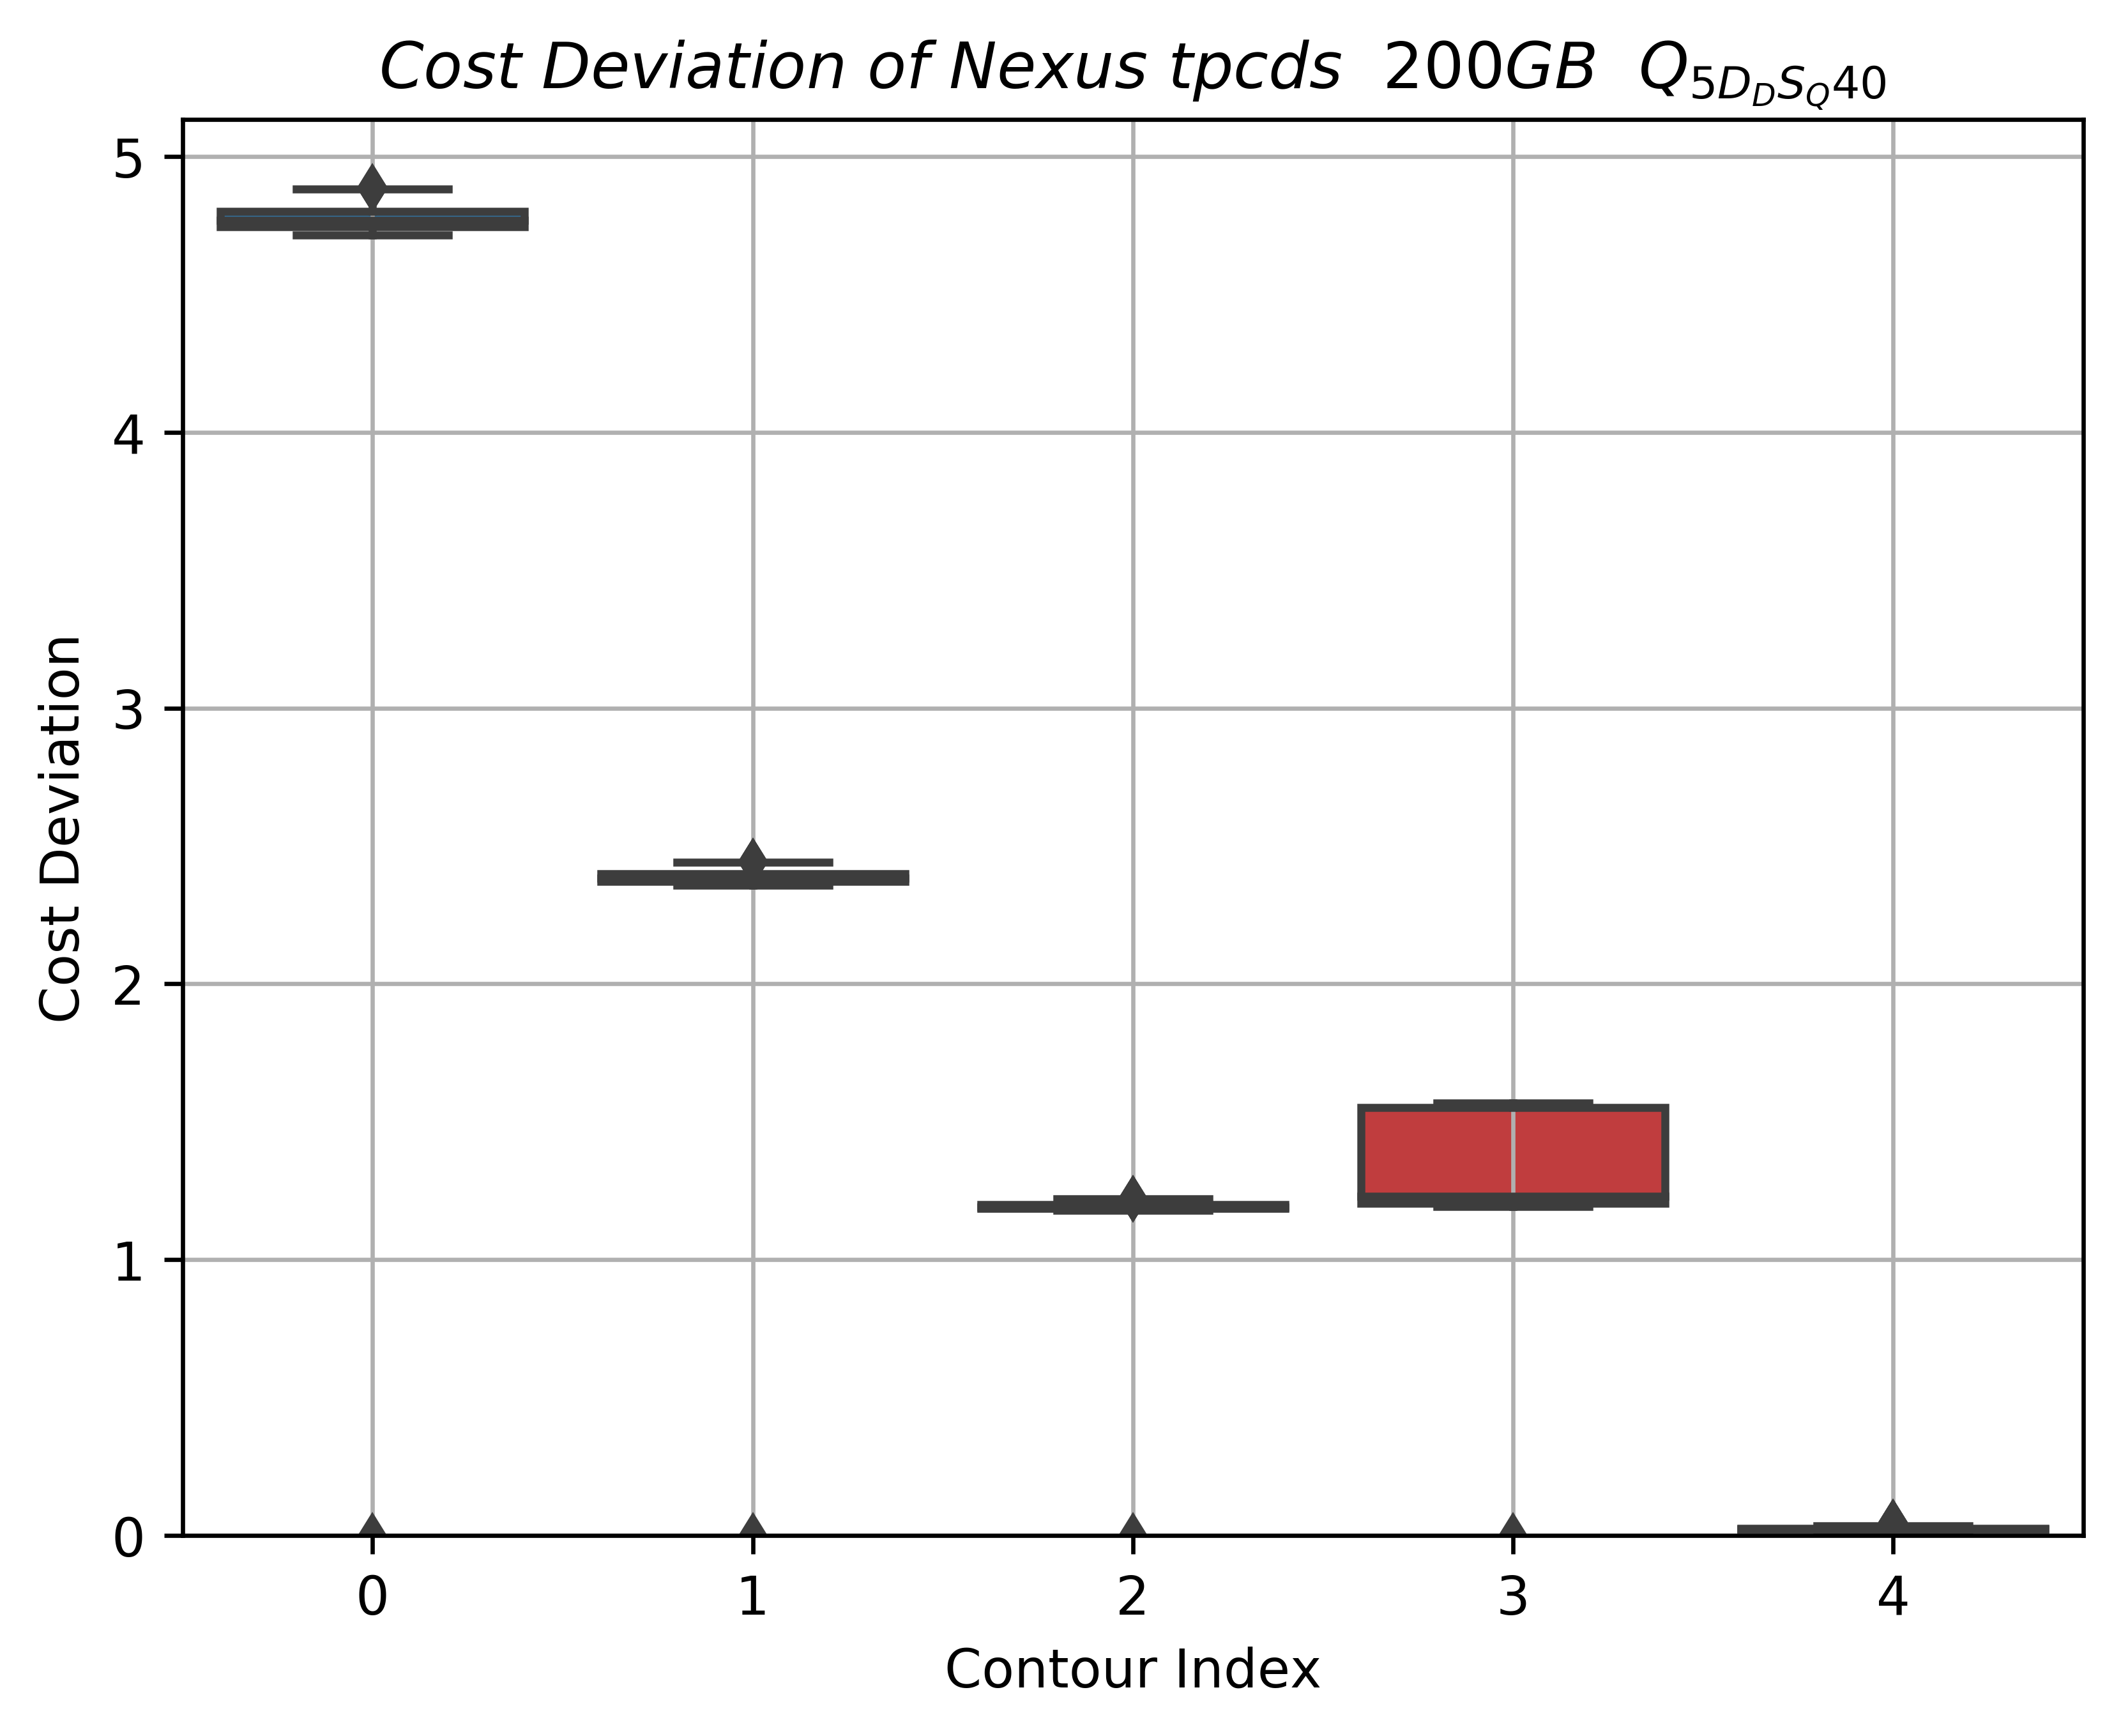 Cost Deviation of Nexus tpcds 200GB Q5DDSQ40
5
4
3
2
1
0
Cost Deviation
0 1 2 3 4
Contour Index